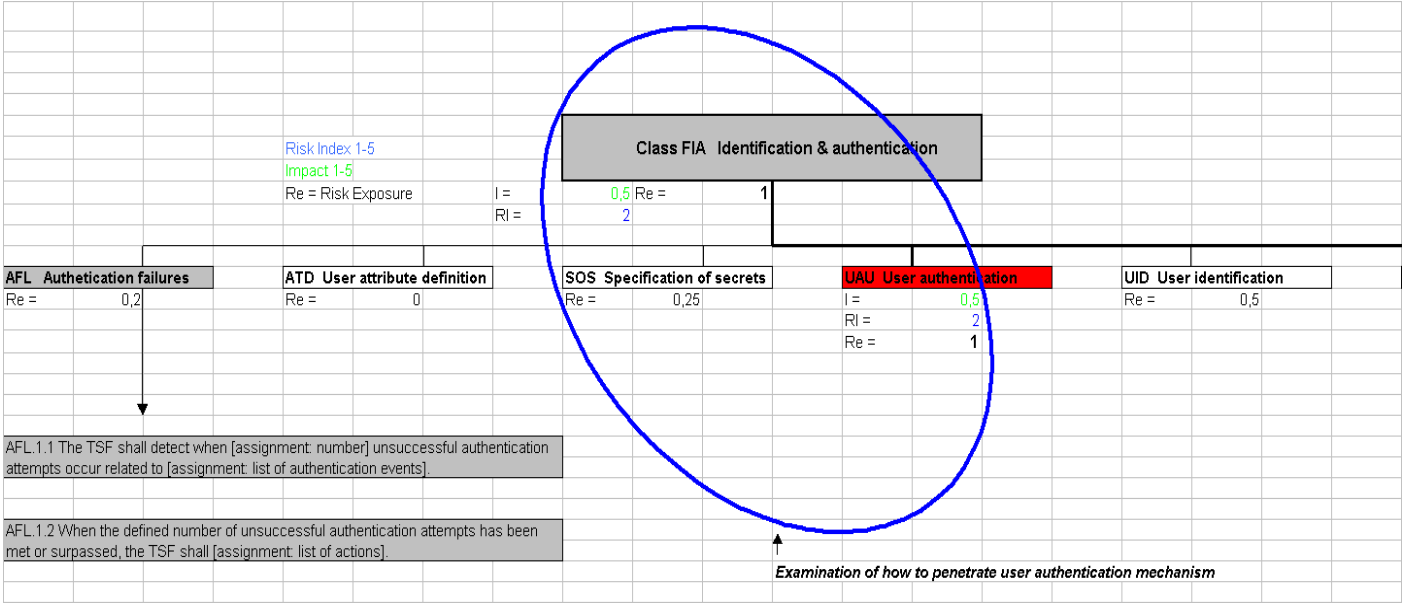 Class FIA Identification & authentication
Risk Index 1-5
Impact 1-5
Re = Risk Exposure I = 0,5 Re = 1
RI = 2
AFL Authetication failures ATD User attribute definition SOS Specification of secrets UAU User authentication UID User identification
Re = 0,2 Re = 0 Re = 0,25 I = 0,5 Re = 0,5
RI = 2
Re = 1
AFL.1.1 The TSF shall detect when [assignment: number] unsuccessful authentication
attempts occur related to [assignment: list of authentication events].
AFL.1.2 When the defined number of unsuccessful authentication attempts has been
met or surpassed, the TSF shall [assignment: list of actions].
Examination of how to penetrate user authentication mechanism